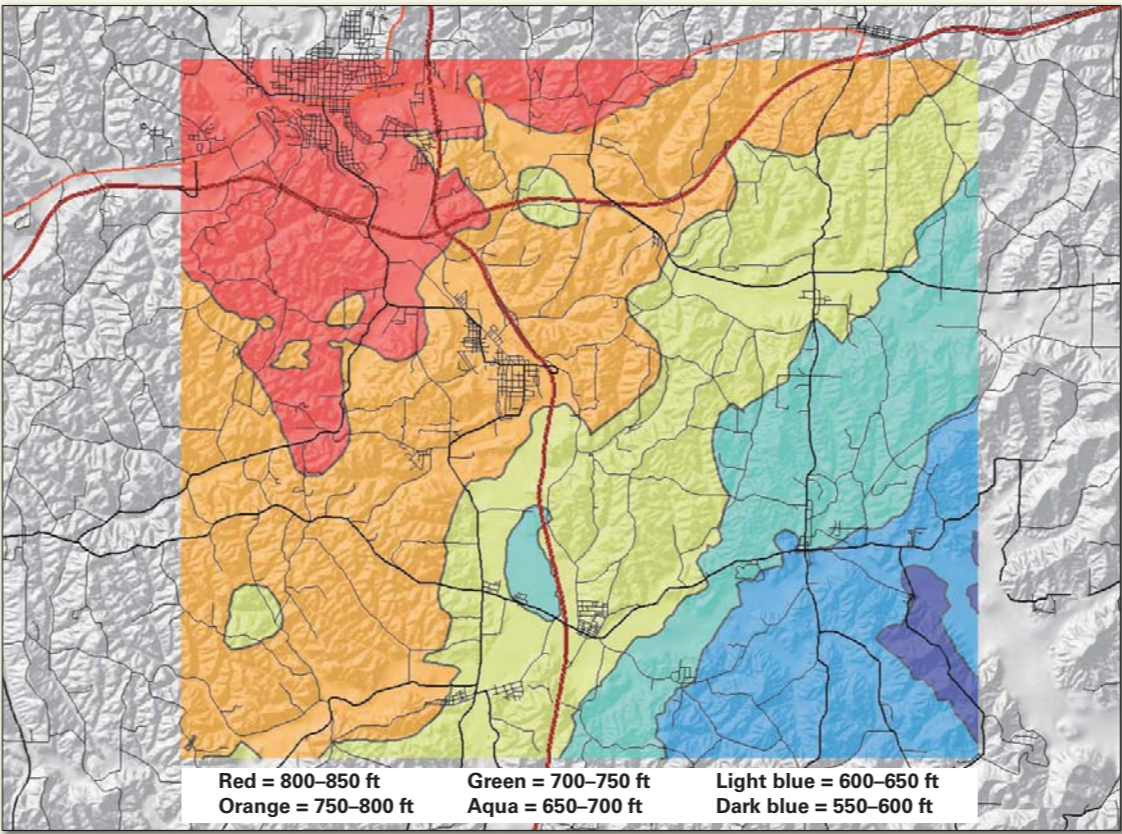 Red = 800–850 ft Green = 700–750 ft Light blue = 600–650 ft
Orange = 750–800 ft Aqua = 650–700 ft Dark blue = 550–600 ft